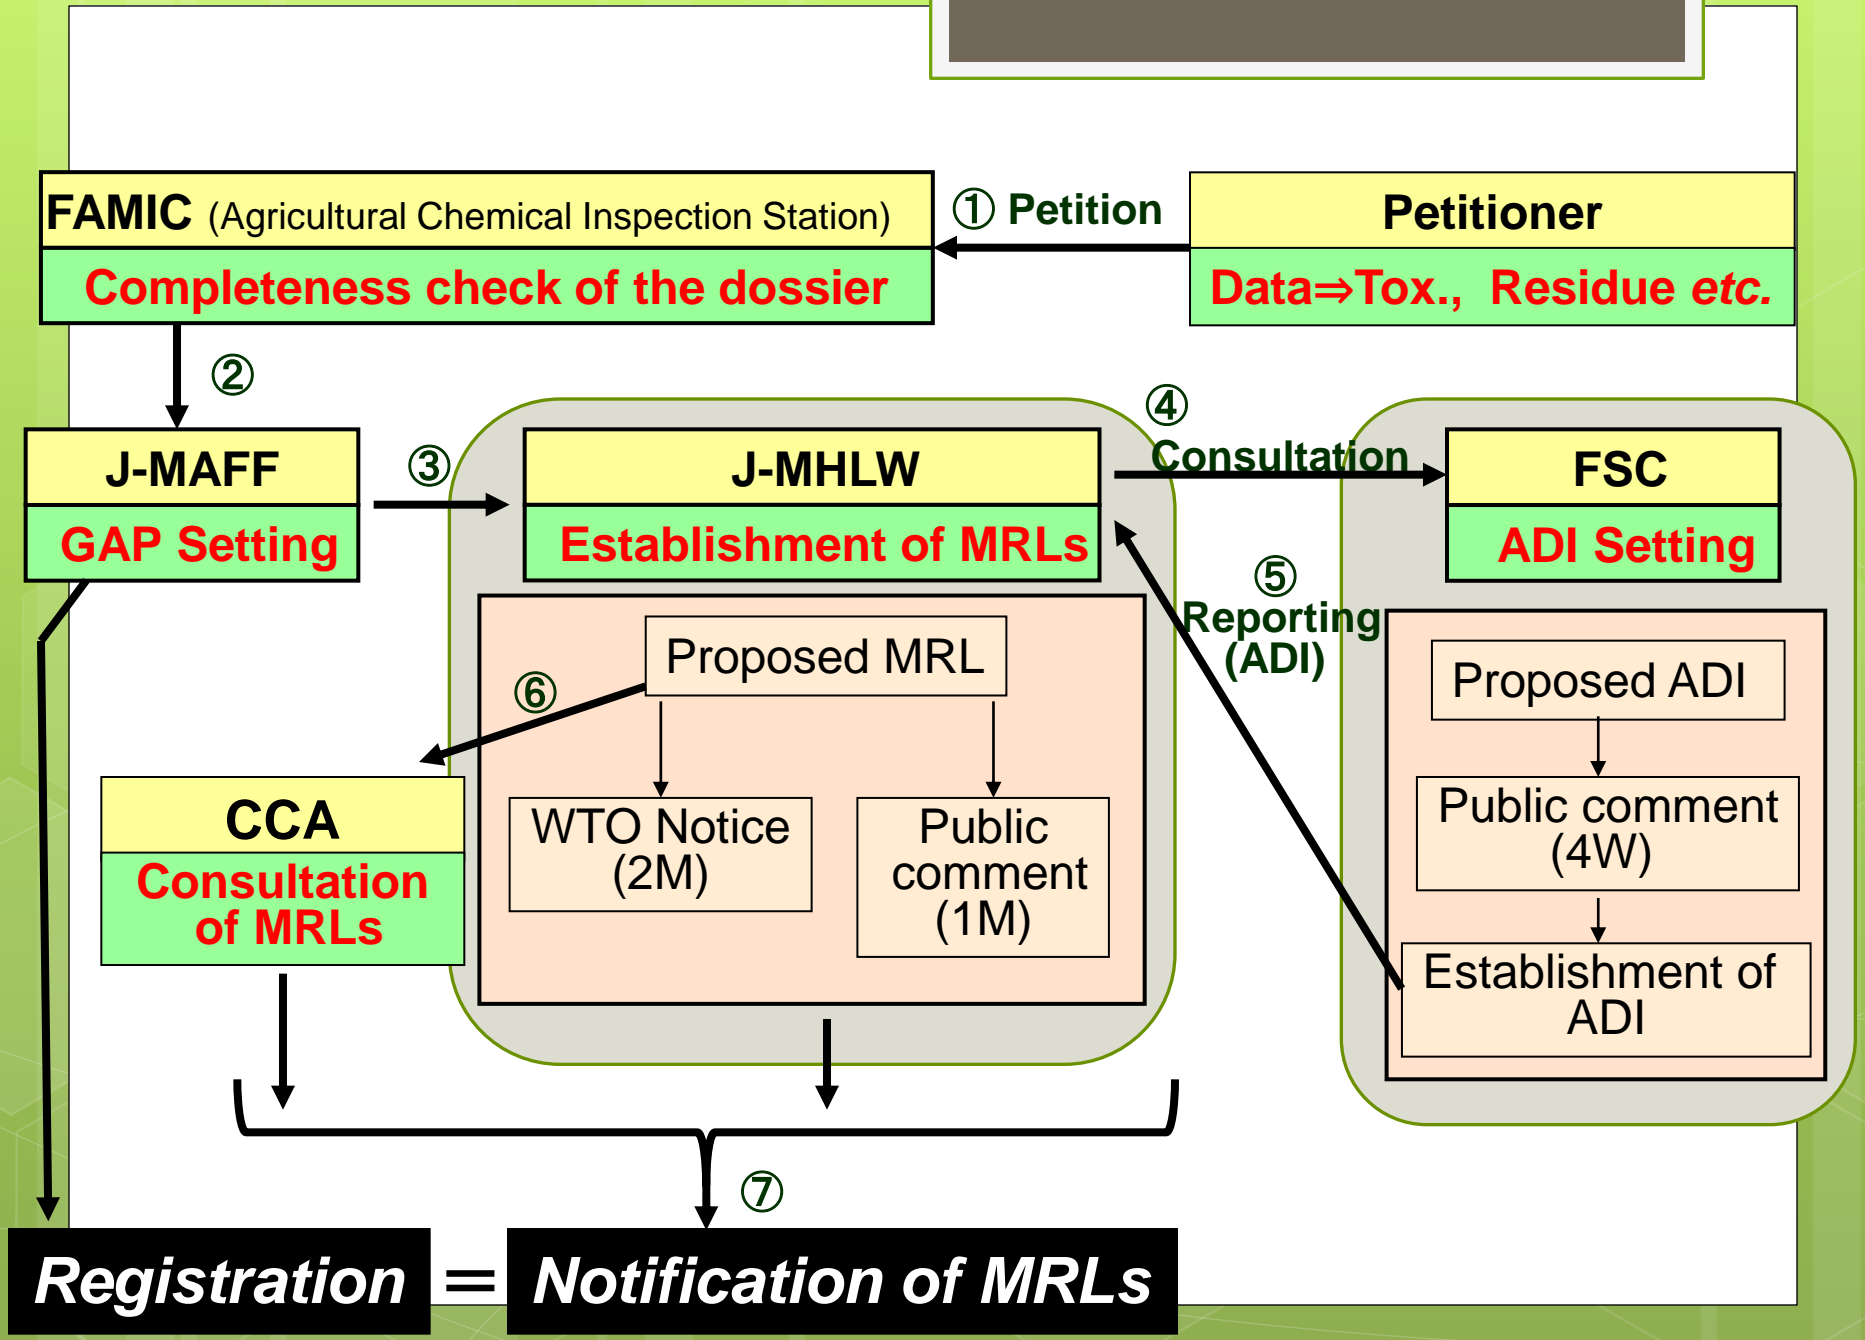 FAMIC (Agricultural Chemical Inspection Station)
Completeness check of the dossier
① Petition
Petitioner
Data⇒Tox., Residue etc.
②
J-MAFF
GAP Setting
③
J-MHLW
Establishment of MRLs
④
Consultation
FSC
ADI Setting
⑤
Reporting
(ADI)
Proposed MRL
⑥
WTO Notice
(2M)
Public
comment
(1M)
Proposed ADI
Public comment
(4W)
Establishment of
ADI
CCA
Consultation
of MRLs
⑦
Registration = Notification of MRLs